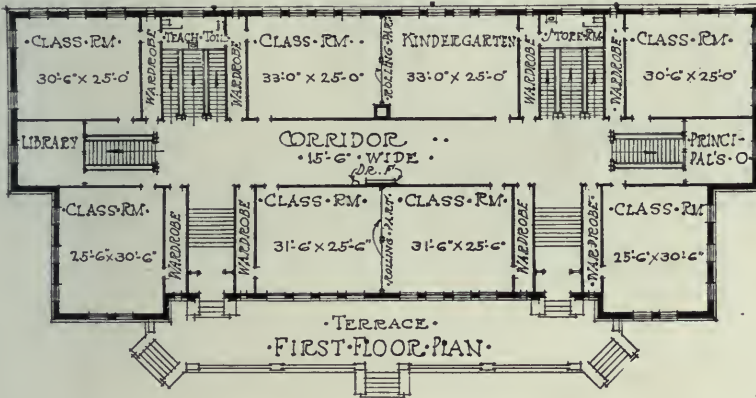 ·CLASS·RM·
30'-6" X 25'-0"
WARDROBE
·TEACH·TOIL·
WARDROBE
·CLASS·RM·
33'-0" X 25'-0"
·ROLLING·PART·
KINDERGARTEN
33'-0" X 25'-0"
WARDROBE
·STORE·RM·
WARDROBE
·CLASS·RM·
30'-6" X 25'-0"
LIBRARY
CORRIDOR
·15'-6" WIDE·
·DR·F·
·PRINCI-
PAL'S·O·
·CLASS·RM·
25'-6" X 30'-6"
WARDROBE
WARDROBE
·CLASS·RM·
31'-6" X 25'-6"
·ROLLING·PART·
·CLASS·RM·
31'-6" X 25'-6"
WARDROBE
WARDROBE
·CLASS·RM
25'-6" X 30'-6"
·TERRACE·
·FIRST·FLOOR·PLAN·